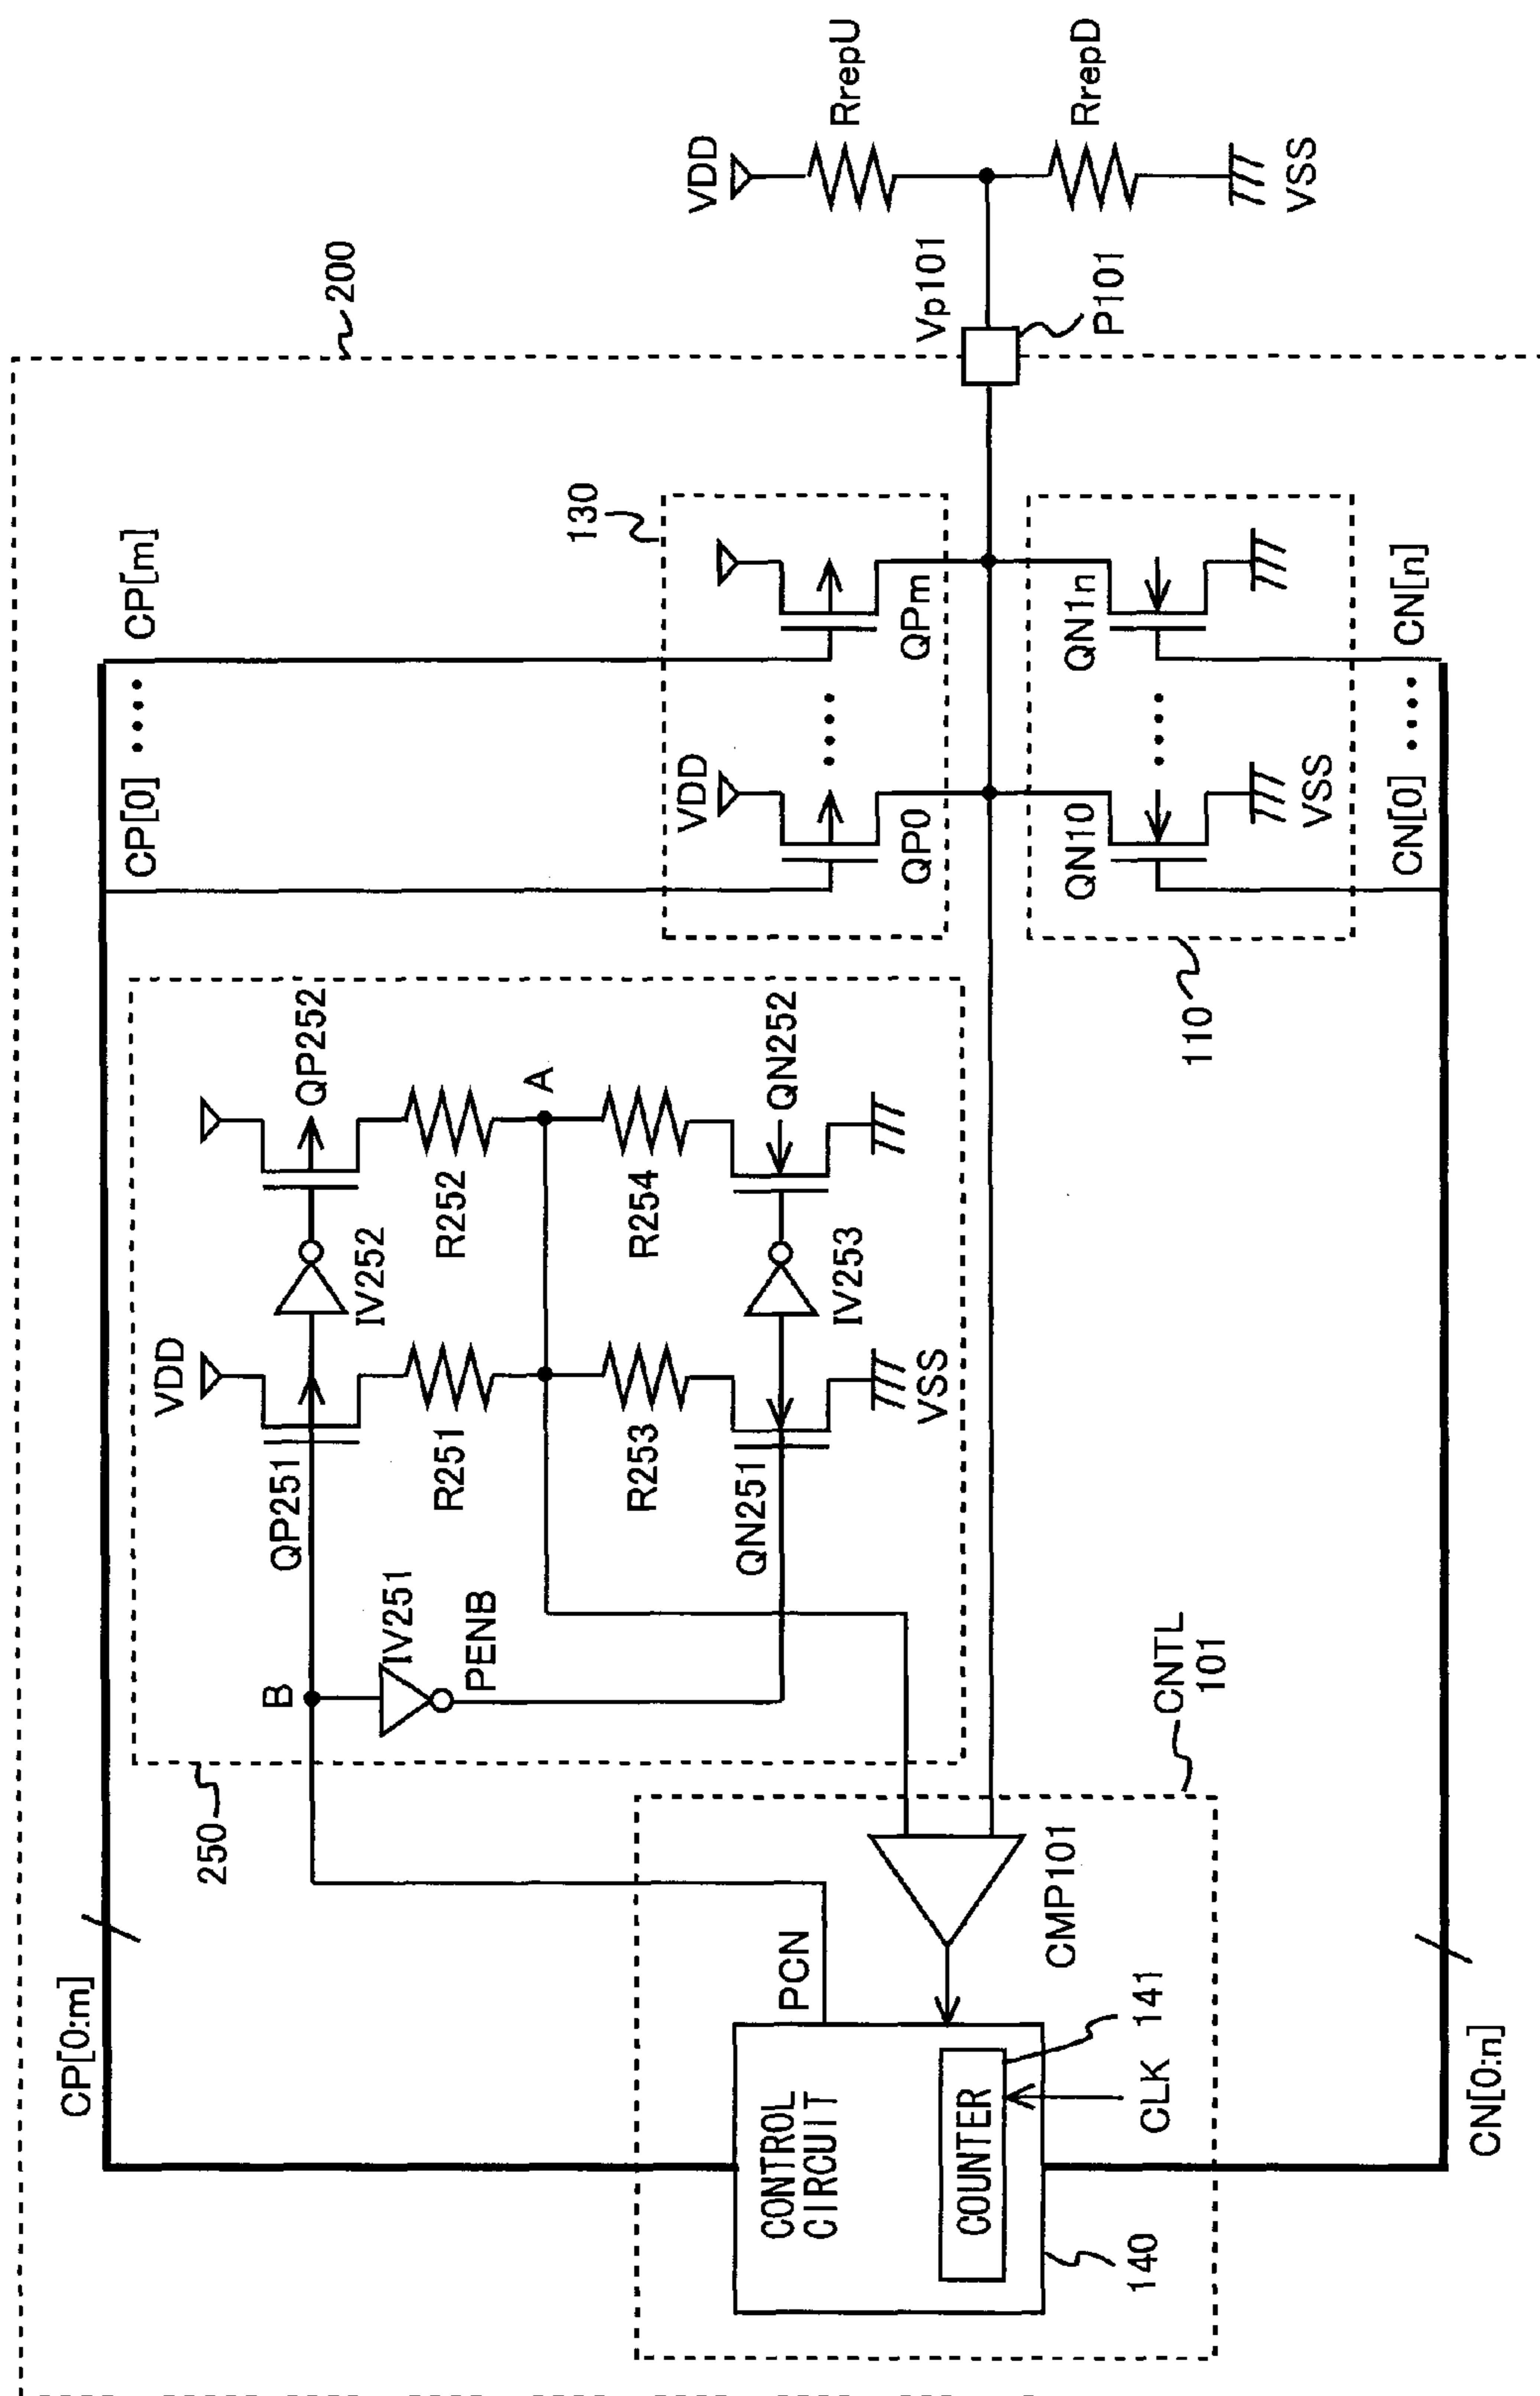 200
CP[0:m]
CP[0]
CP[m]
250
B
PCN
QP251
VDD
IV252
QP252
IV251
PENB
R251
R252
A
R253
R254
QN251
VSS
IV253
QN252
130
VDD
QP0
QPm
Vp101
P101
VDD
RrepU
RrepD
VSS
QN10
QN1n
VSS
110
CN[0]
CN[n]
CNTL
101
CMP101
CONTROL
CIRCUIT
COUNTER
141
CLK
140
CN[0:n]